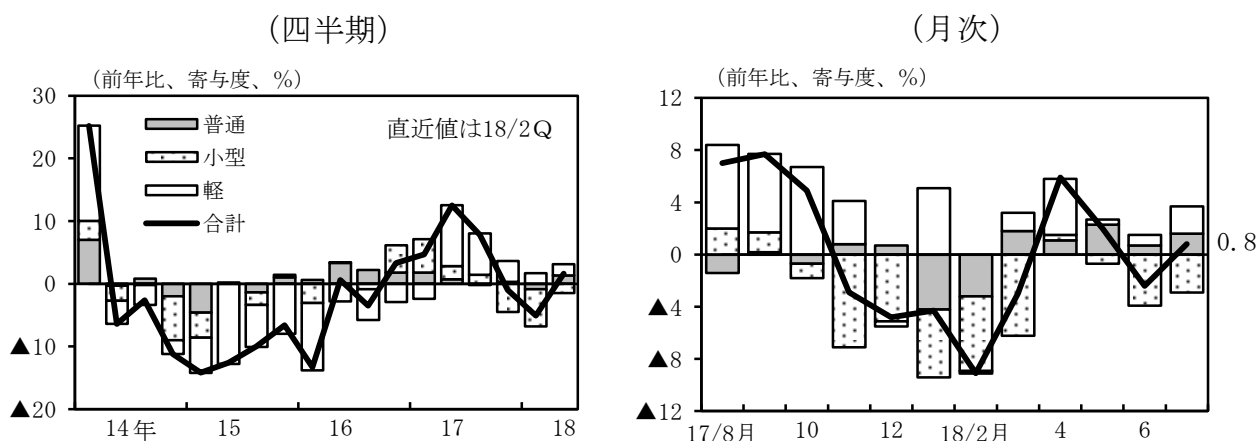 （四半期）
（前年比、寄与度、％）
30
20
10
0
▲10
▲20
普通
小型
軽
合計
直近値は18/2Q
14年
15
16
17
18
（月次）
（前年比、寄与度、％）
12
8
4
0
▲4
▲8
▲12
0.8
17/8月
10
12
18/2月
4
6